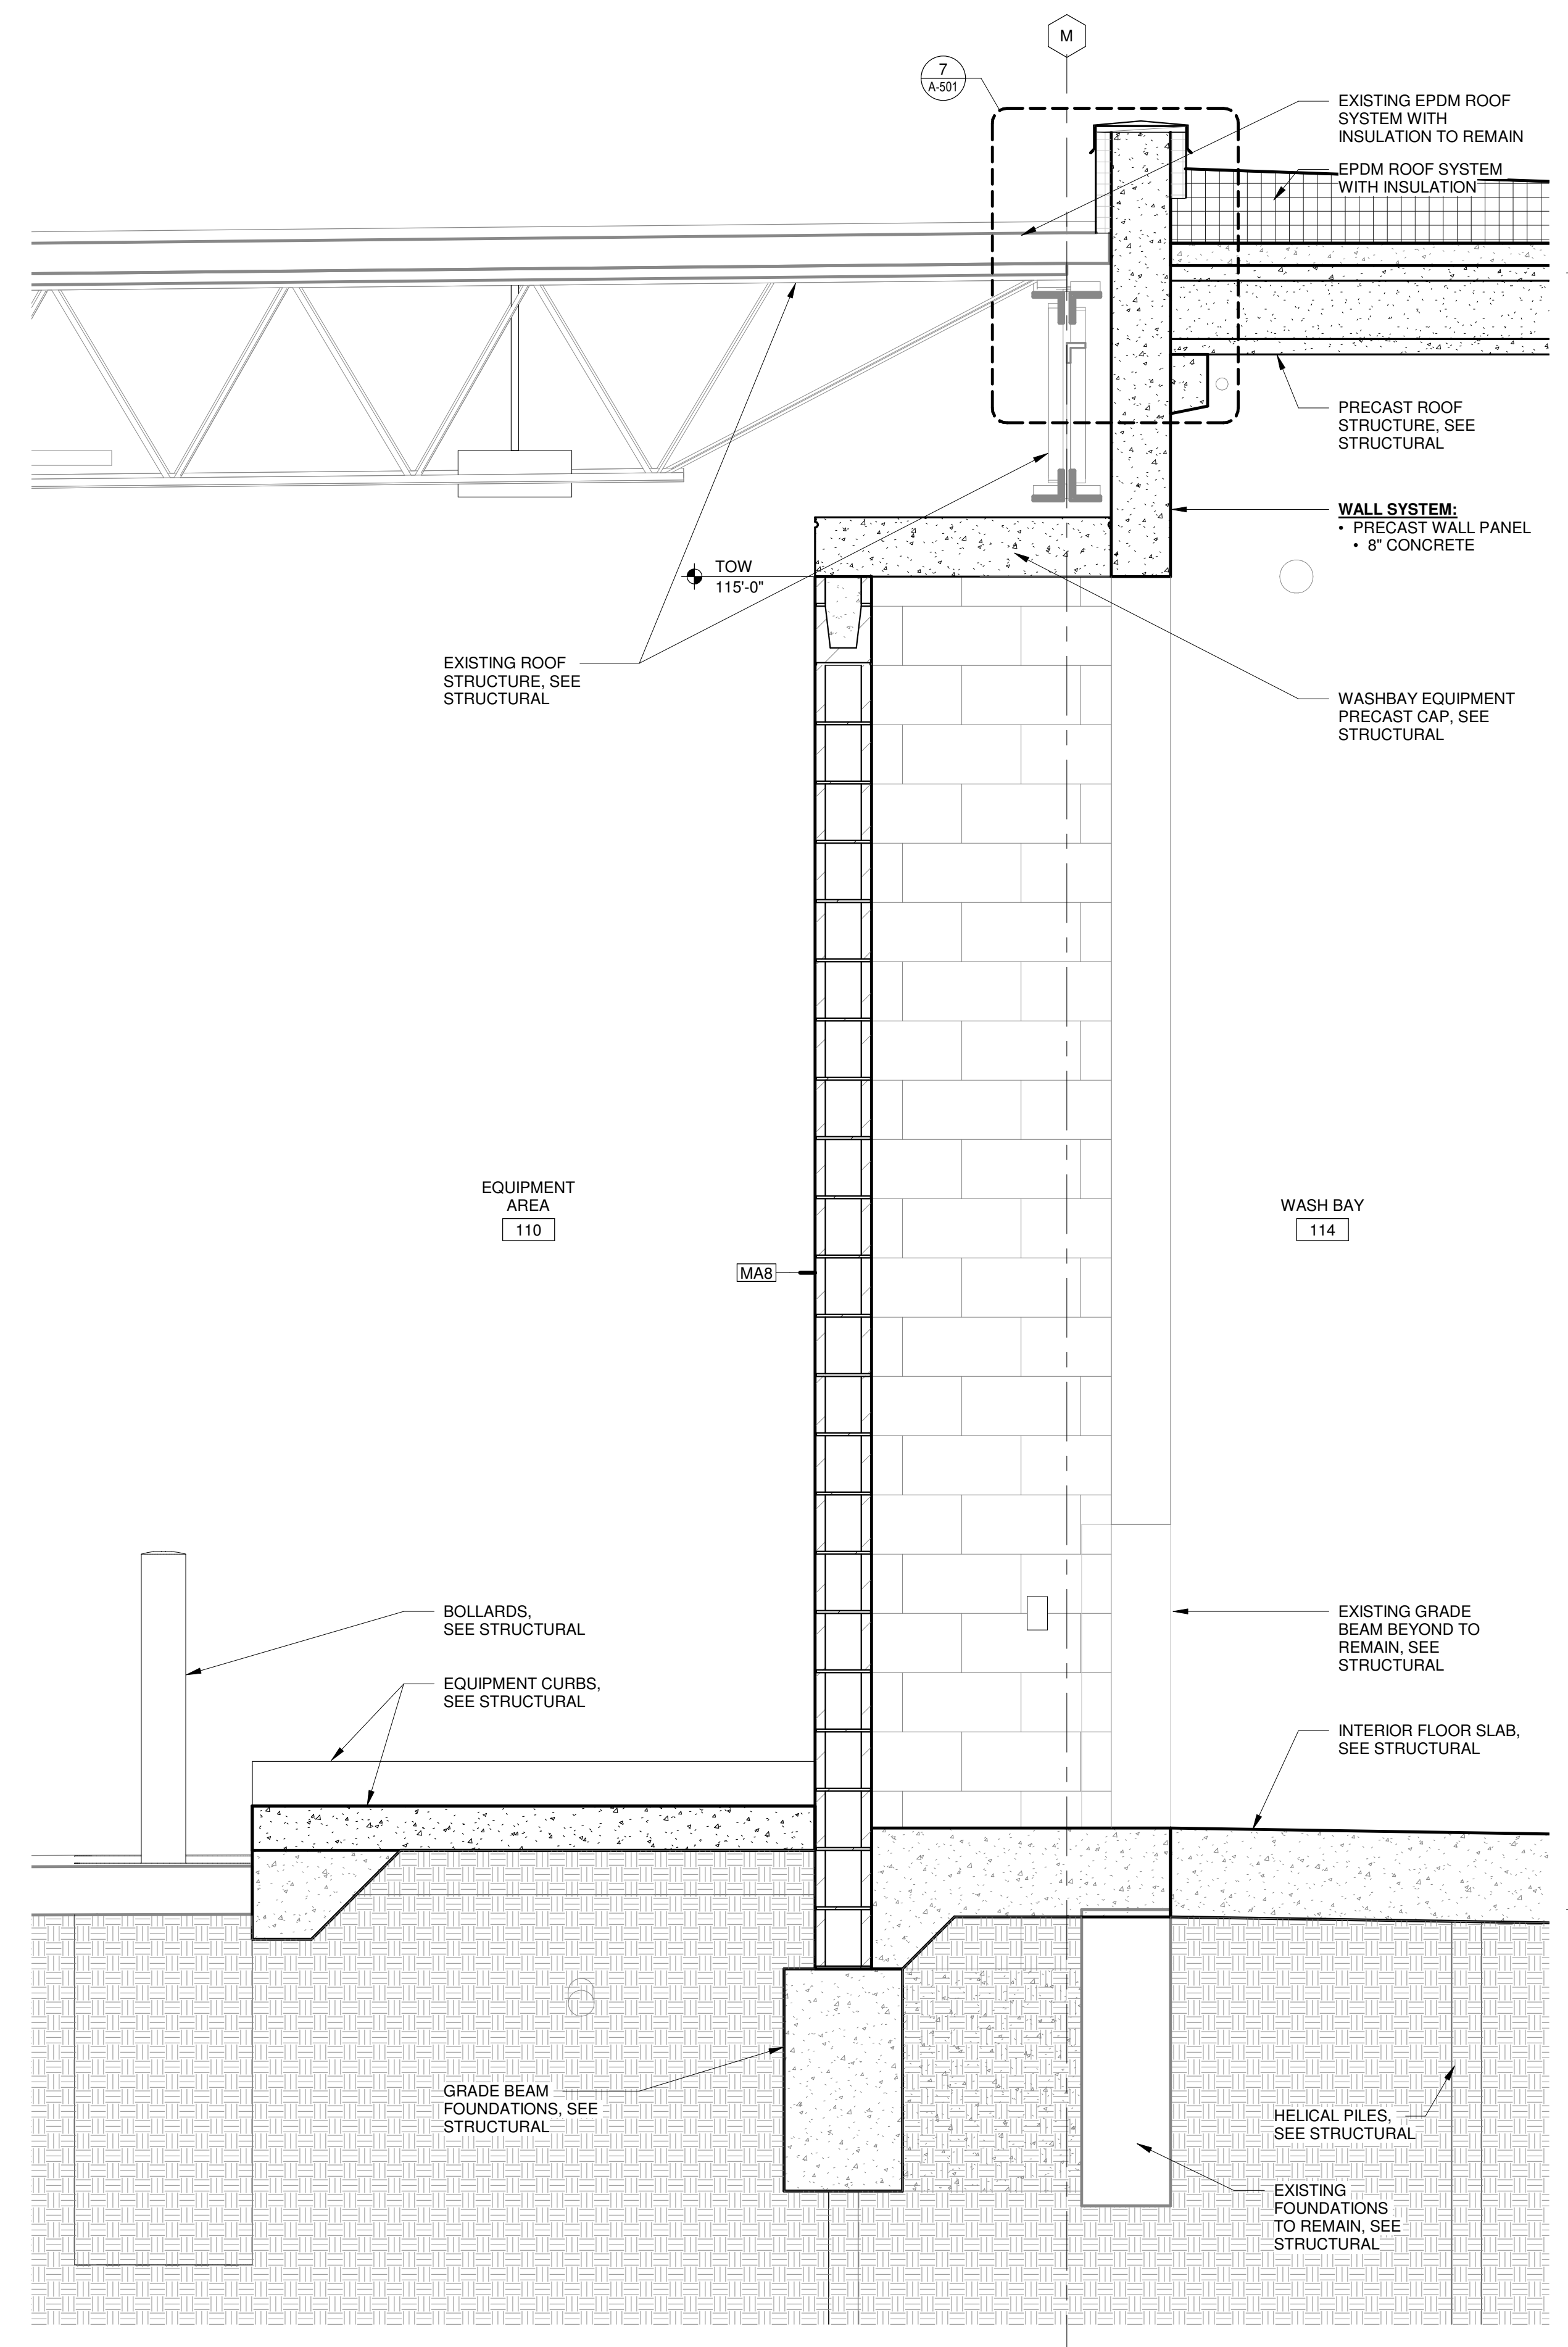 M
7
A-501
EXISTING EPDM ROOF
SYSTEM WITH
INSULATION TO REMAIN
EPDM ROOF SYSTEM
WITH INSULATION
PRECAST ROOF
STRUCTURE, SEE
STRUCTURAL
WALL SYSTEM:
• PRECAST WALL PANEL
• 8" CONCRETE
TOW
115'-0"
EXISTING ROOF
STRUCTURE, SEE
STRUCTURAL
WASHBAY EQUIPMENT
PRECAST CAP, SEE
STRUCTURAL
EQUIPMENT
AREA
110
WASH BAY
114
MA8
BOLLARDS,
SEE STRUCTURAL
EXISTING GRADE
BEAM BEYOND TO
REMAIN, SEE
STRUCTURAL
EQUIPMENT CURBS,
SEE STRUCTURAL
INTERIOR FLOOR SLAB,
SEE STRUCTURAL
GRADE BEAM
FOUNDATIONS, SEE
STRUCTURAL
HELICAL PILES,
SEE STRUCTURAL
EXISTING
FOUNDATIONS
TO REMAIN, SEE
STRUCTURAL